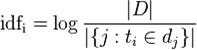 idf_i = log |D| / |{j : t_i ∈ d_j}|